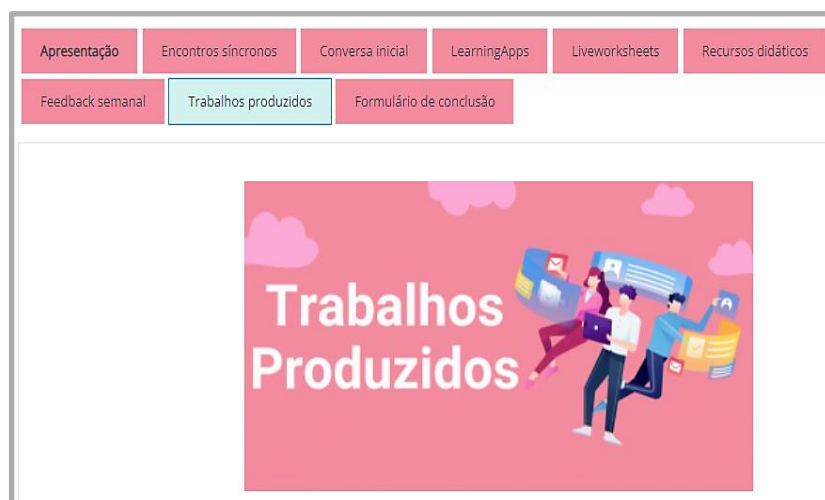 Apresentação Encontros síncronos Conversa inicial LearningApps Liveworksheets Recursos didáticos
Feedback semanal Trabalhos produzidos Formulário de conclusão
Trabalhos
Produzidos